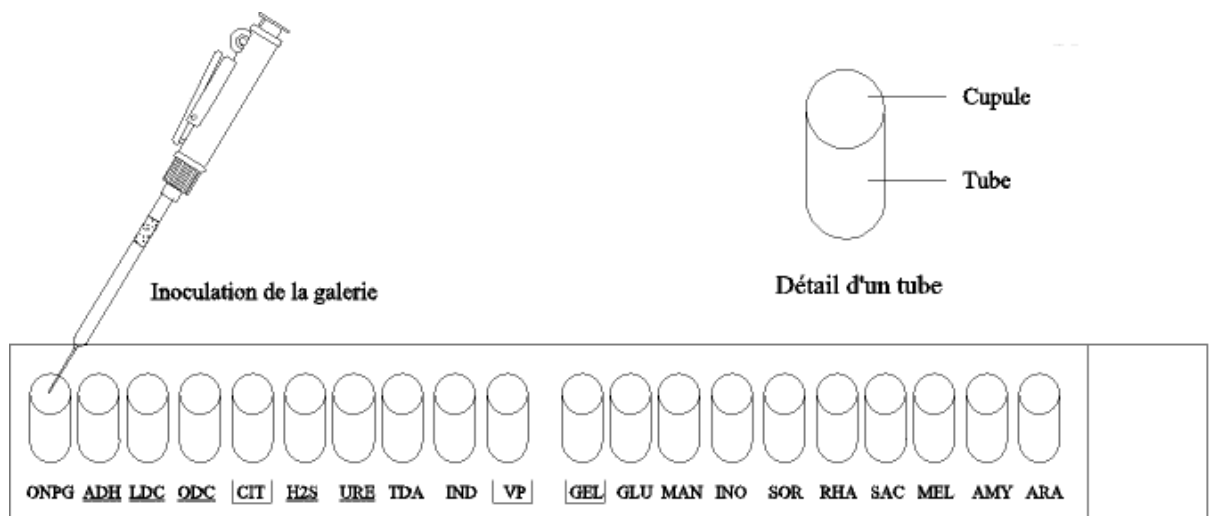 Cupule
Tube
Inoculation de la galerie
Détail d'un tube
ONPG ADH LDC ODC CIT H2S URE TDA IND VP GEL GLU MAN INO SOR RHA SAC MEL AMY ARA